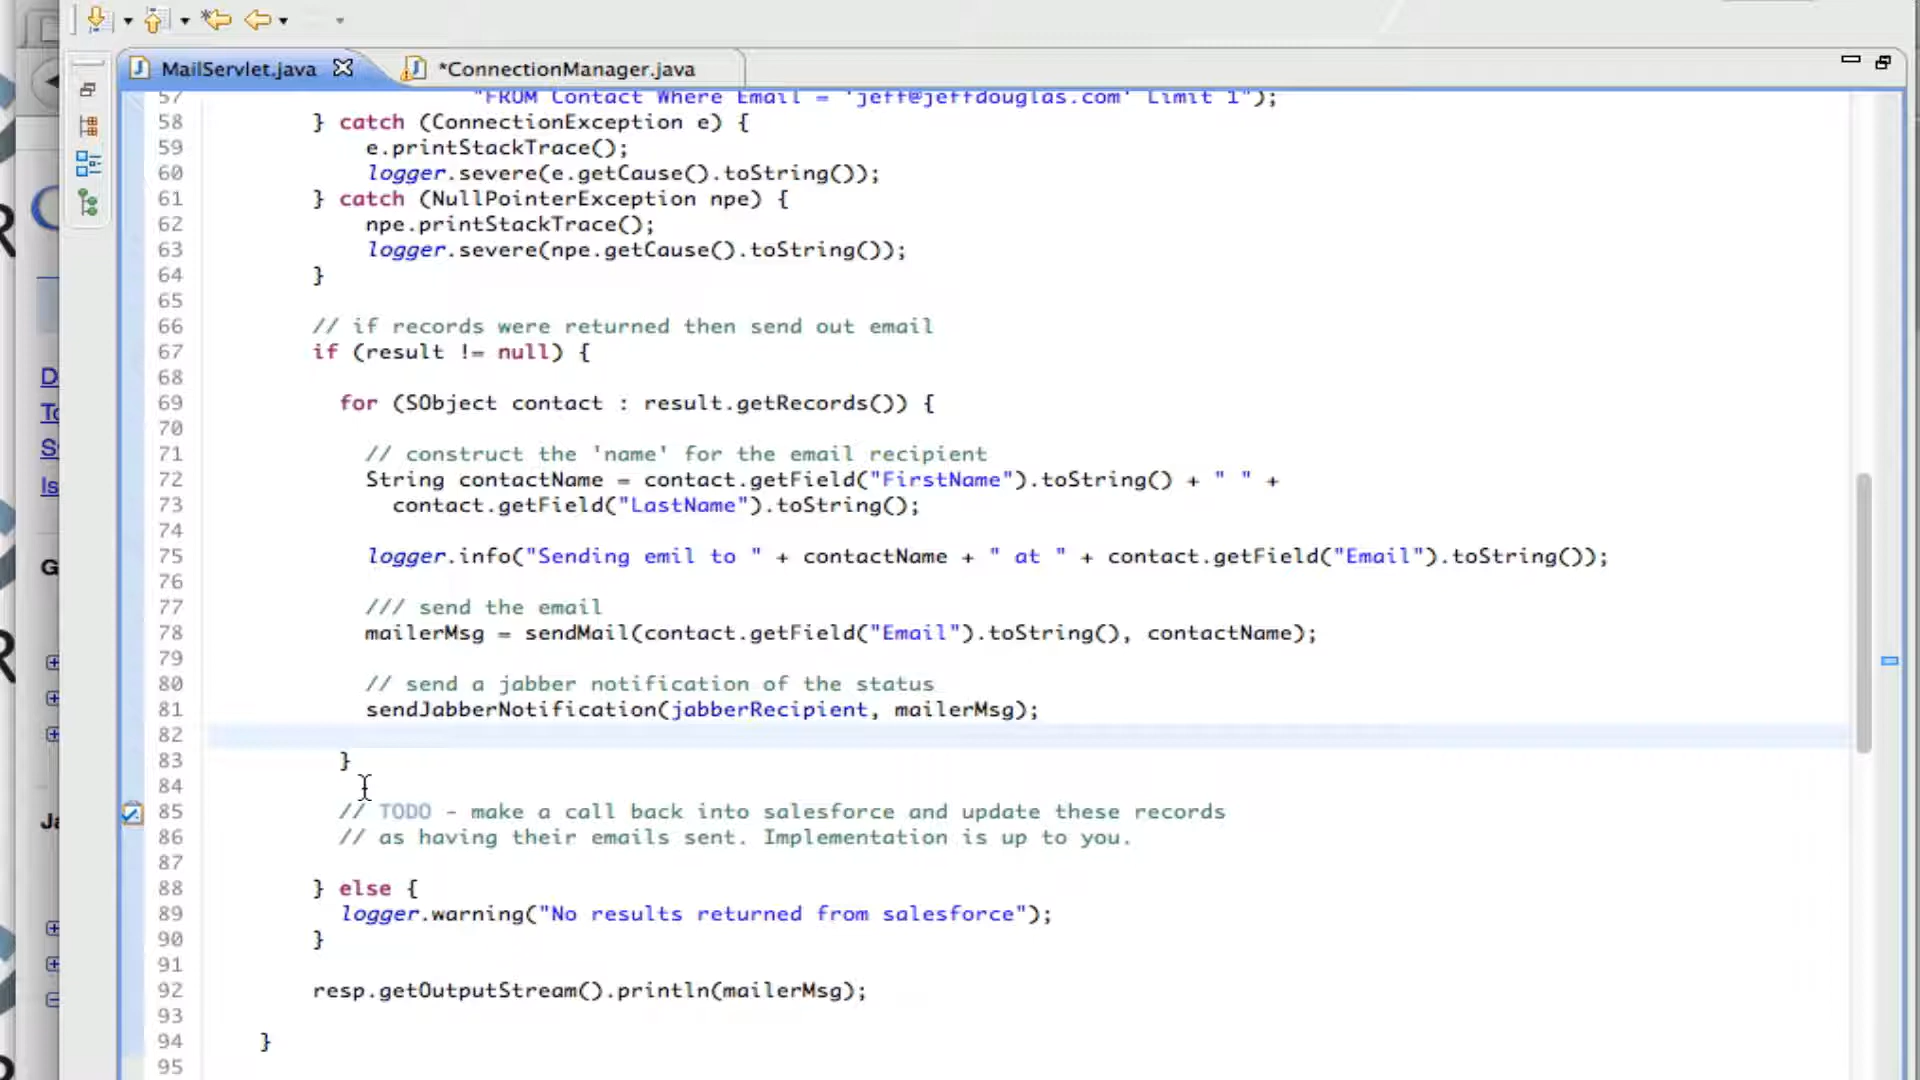 MailServlet.java
*ConnectionManager.java
57 "FROM Contact Where Email = 'jeff@jeffdouglas.com' Limit 1");
58 } catch (ConnectionException e) {
59 e.printStackTrace();
60 logger.severe(e.getCause().toString());
61 } catch (NullPointerException npe) {
62 npe.printStackTrace();
63 logger.severe(npe.getCause().toString());
64 }
65
66 // if records were returned then send out email
67 if (result != null) {
68
69 for (SObject contact : result.getRecords()) {
70
71 // construct the 'name' for the email recipient
72 String contactName = contact.getField("FirstName").toString() + " " +
73 contact.getField("LastName").toString();
74
75 logger.info("Sending emil to " + contactName + " at " + contact.getField("Email").toString());
76
77 /// send the email
78 mailerMsg = sendMail(contact.getField("Email").toString(), contactName);
79
80 // send a jabber notification of the status
81 sendJabberNotification(jabberRecipient, mailerMsg);
82
83 }
84
85 // TODO - make a call back into salesforce and update these records
86 // as having their emails sent. Implementation is up to you.
87
88 } else {
89 logger.warning("No results returned from salesforce");
90 }
91
92 resp.getOutputStream().println(mailerMsg);
93
94 }
95